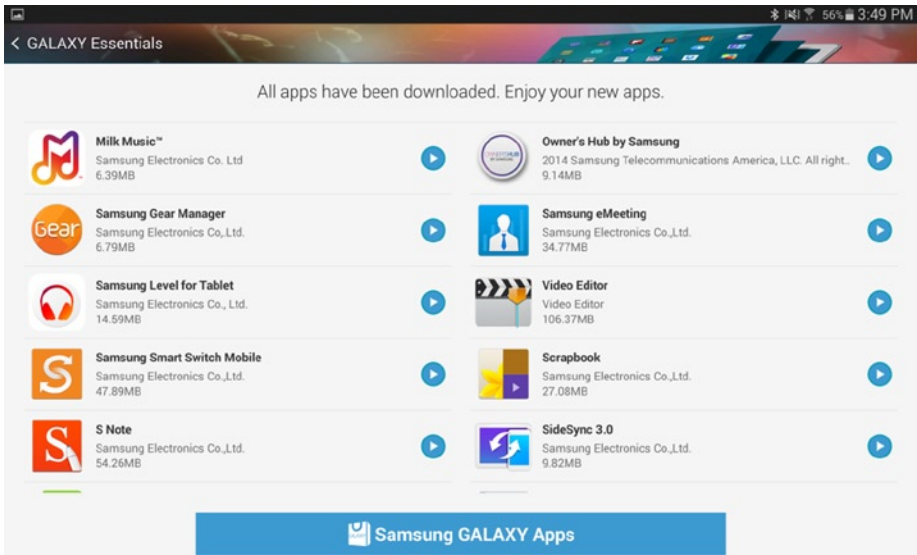 56% 3:49 PM
< GALAXY Essentials
All apps have been downloaded. Enjoy your new apps.
Milk Music™
Samsung Electronics Co. Ltd
6.39MB
Owner's Hub by Samsung
2014 Samsung Telecommunications America, LLC. All right..
9.14MB
Gear
Samsung Gear Manager
Samsung Electronics Co,.Ltd.
6.79MB
Samsung eMeeting
Samsung Electronics Co.,Ltd.
34.77MB
Samsung Level for Tablet
Samsung Electronics Co., Ltd.
14.59MB
Video Editor
Video Editor
106.37MB
Samsung Smart Switch Mobile
Samsung Electronics Co.,Ltd.
47.89MB
Scrapbook
Samsung Electronics Co.,Ltd.
27.08MB
S Note
Samsung Electronics Co.,Ltd.
54.26MB
SideSync 3.0
Samsung Electronics Co.,Ltd.
9.82MB
Samsung GALAXY Apps